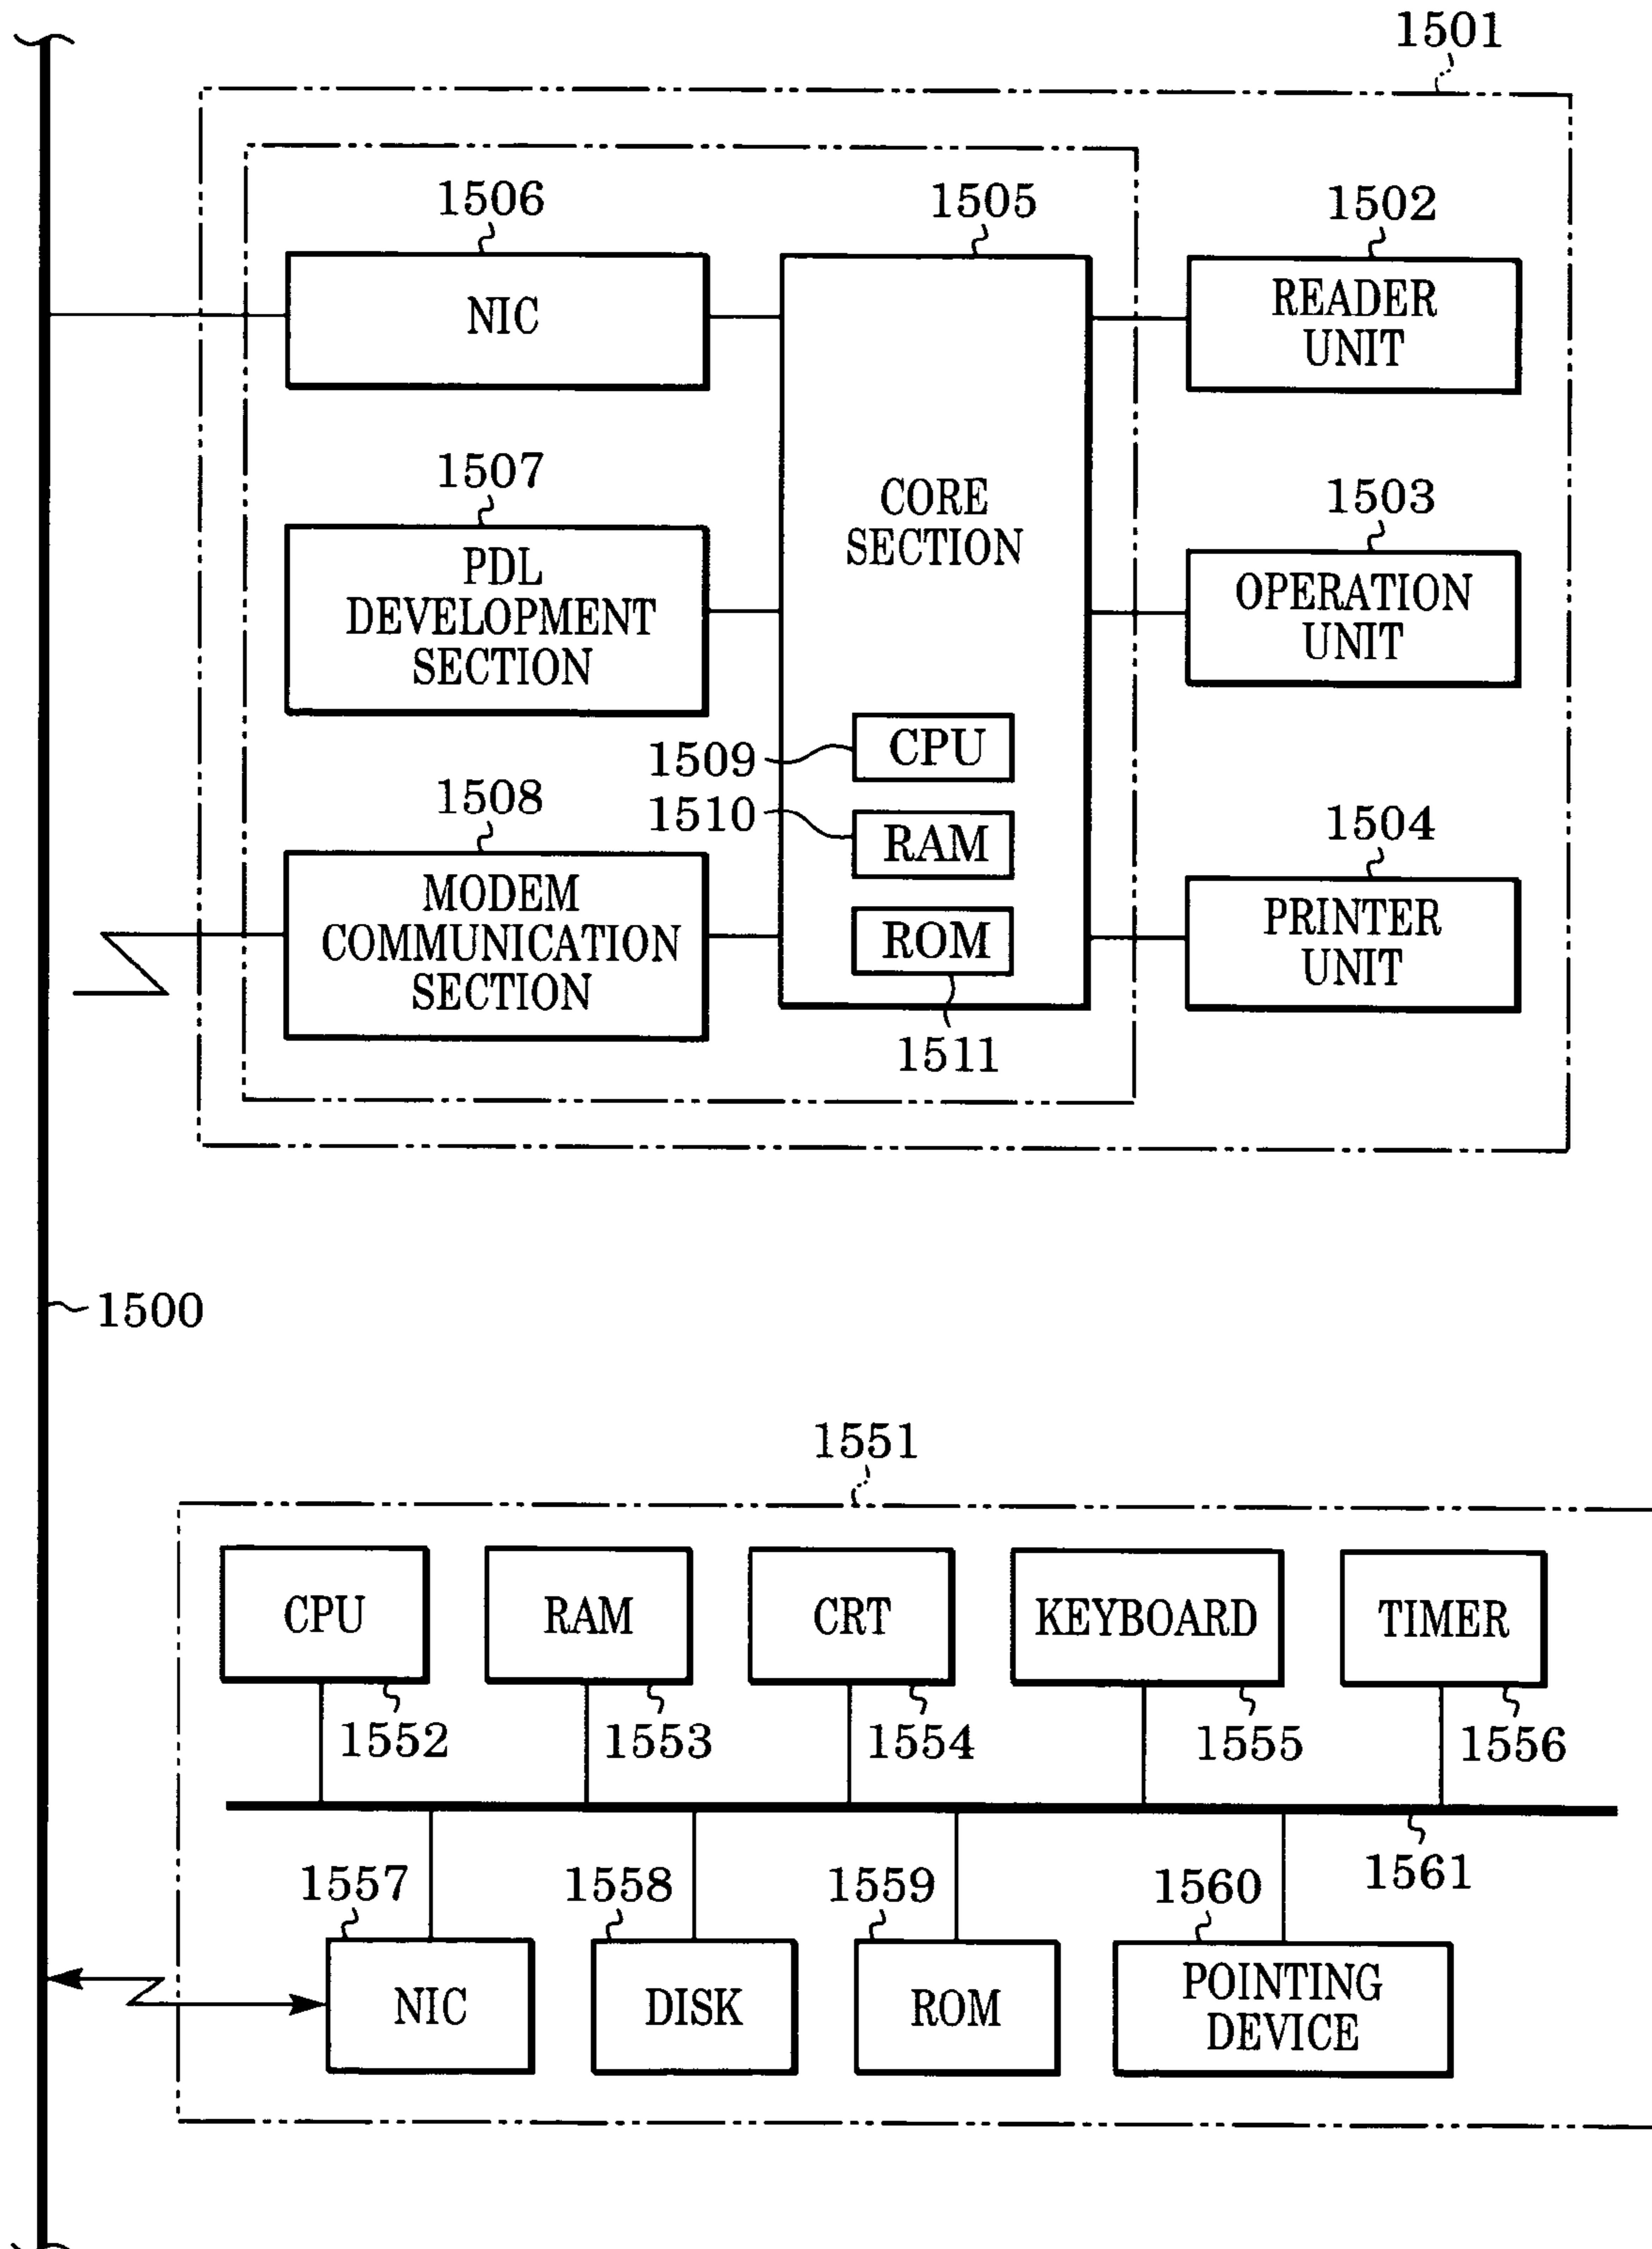 1501
1506
1505
1502
NIC
READER
UNIT
1507
CORE
SECTION
1503
PDL
DEVELOPMENT
SECTION
OPERATION
UNIT
1509
CPU
1508
1510
RAM
1504
MODEM
COMMUNICATION
SECTION
ROM
PRINTER
UNIT
1511
1500
1551
CPU
RAM
CRT
KEYBOARD
TIMER
1552
1553
1554
1555
1556
1557
1558
1559
1560
1561
NIC
DISK
ROM
POINTING
DEVICE